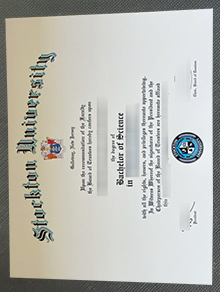 Stockton University
Galloway, New Jersey
Upon the recommendation of the Faculty
the Board of Trustees hereby confers upon
the degree of
Bachelor of Science
in
with all the rights, honors, and privileges thereunto appertaining.
In Witness Whereof the signatures of the President and the
Chairperson of the Board of Trustees are hereunto affixed
this